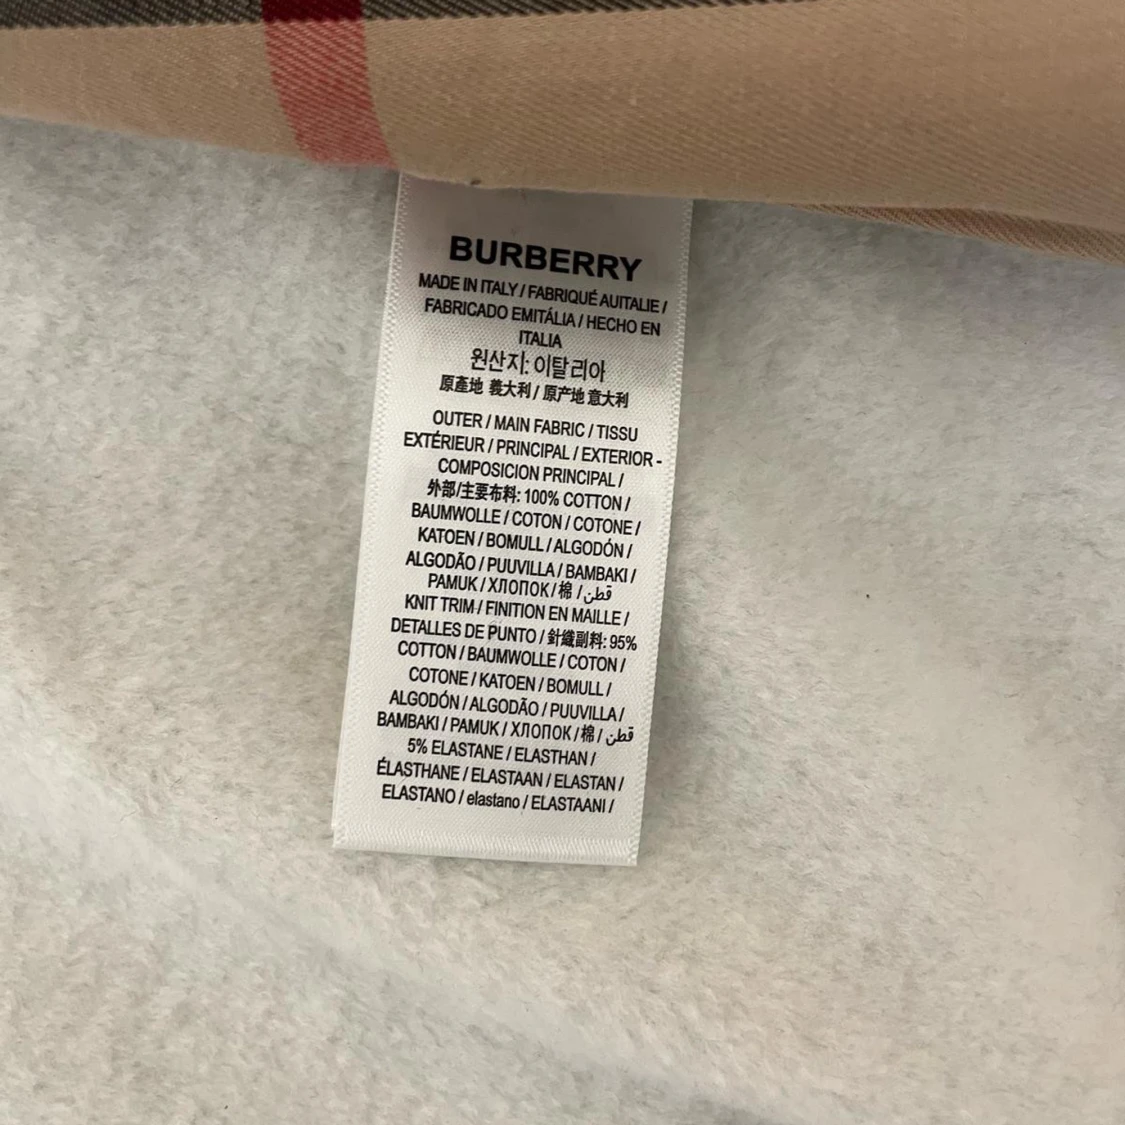 BURBERRY
MADE IN ITALY / FABRIQUÉ AUITALIE /
FABRICADO EMITÁLIA / HECHO EN
ITALIA
원산지: 이탈리아
原產地 義大利 / 原产地 意大利
OUTER / MAIN FABRIC / TISSU
EXTÉRIEUR / PRINCIPAL / EXTERIOR -
COMPOSICION PRINCIPAL /
外部/主要布料: 100% COTTON /
BAUMWOLLE / COTON / COTONE /
KATOEN / BOMULL / ALGODÓN /
ALGODÃO / PUUVILLA / BAMBAKI /
PAMUK / ХЛОПОК / 棉 / قطن
KNIT TRIM / FINITION EN MAILLE /
DETALLES DE PUNTO / 針織副料: 95%
COTTON / BAUMWOLLE / COTON /
COTONE / KATOEN / BOMULL /
ALGODÓN / ALGODÃO / PUUVILLA /
BAMBAKI / PAMUK / ХЛОПОК / 棉 / قطن
5% ELASTANE / ELASTHAN /
ÉLASTHANE / ELASTAAN / ELASTAN /
ELASTANO / elastano / ELASTAANI /